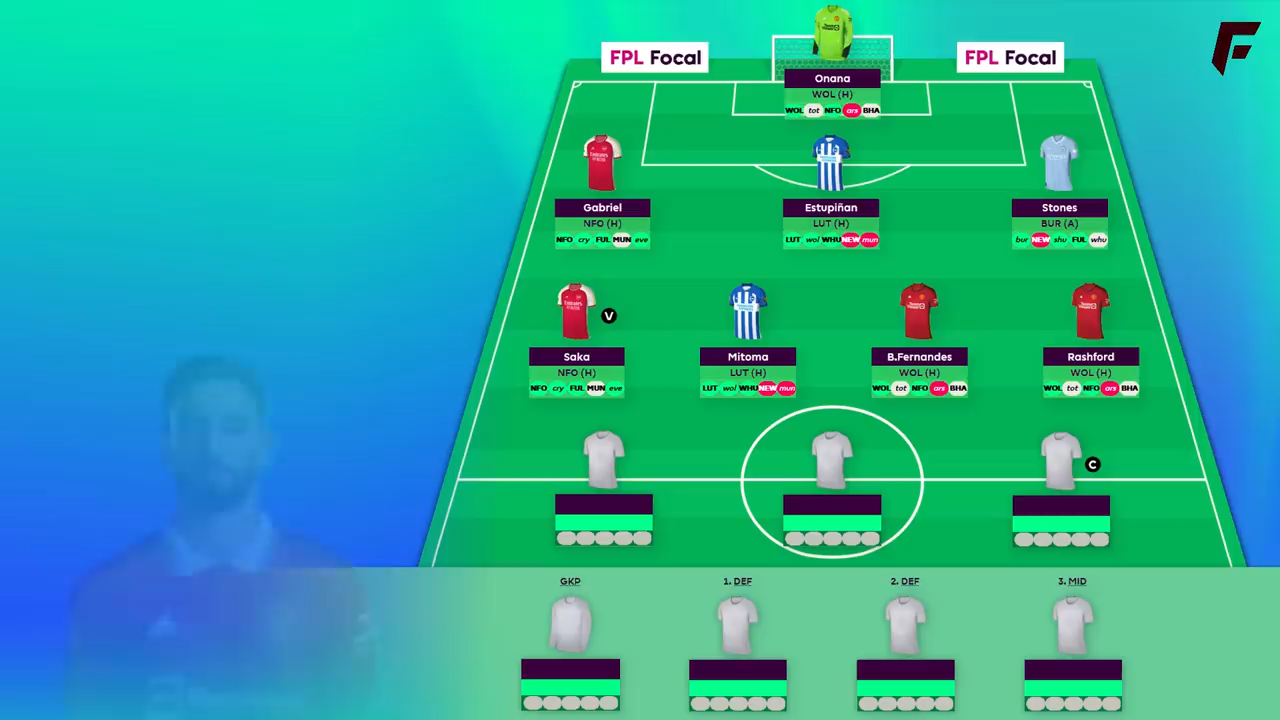 FPL Focal
FPL Focal
Onana
WOL (H)
WOL tot NFO ars BHA
Gabriel
NFO (H)
NFO cry FUL MUN eve
Estupiñan
LUT (H)
LUT wol WHU NEW mun
Stones
BUR (A)
bur NEW shu FUL whu
Saka
NFO (H)
NFO cry FUL MUN eve
V
Mitoma
LUT (H)
LUT wol WHU NEW mun
B.Fernandes
WOL (H)
WOL tot NFO ars BHA
Rashford
WOL (H)
WOL tot NFO ars BHA
C
GKP
1. DEF
2. DEF
3. MID